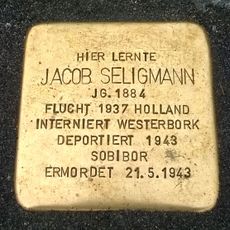 HIER LERNTE
JACOB SELIGMANN
JG. 1884
FLUCHT 1937 HOLLAND
INTERNIERT WESTERBORK
DEPORTIERT 1943
SOBIBOR
ERMORDET 21.5.1943